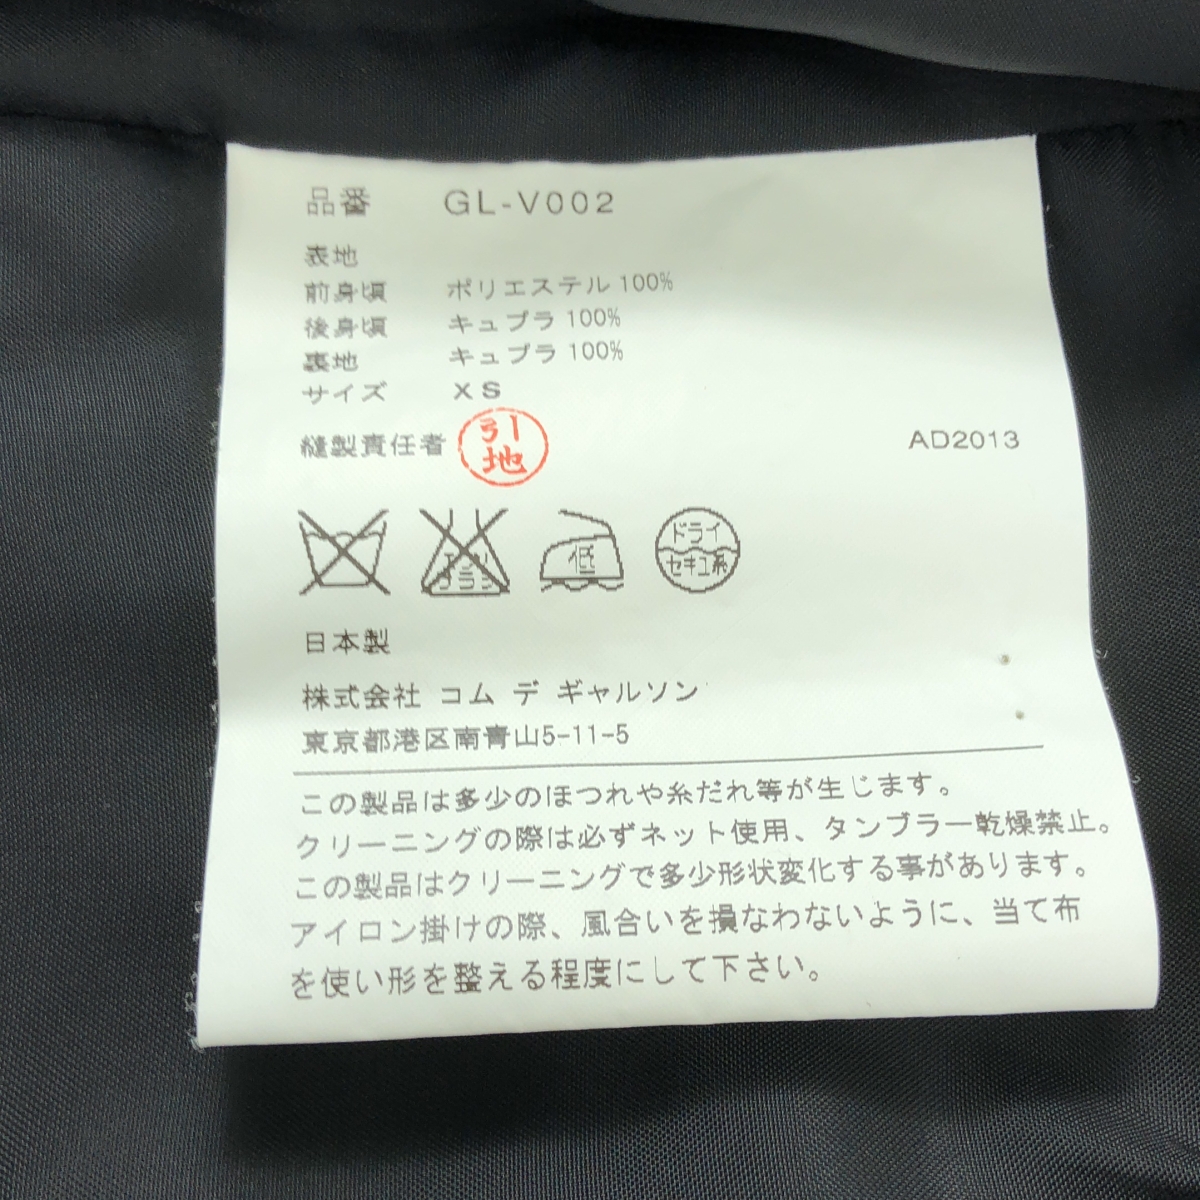 品番 GL-V002
表地
前身頃 ポリエステル 100%
後身頃 キュプラ 100%
裏地 キュプラ 100%
サイズ XS
縫製責任者 引地 AD2013
エンソ
サラシ
低
ドライ
セキユ系
日本製
株式会社 コム デ ギャルソン
東京都港区南青山5-11-5
この製品は多少のほつれや糸だれ等が生じます。
クリーニングの際は必ずネット使用、タンブラー乾燥禁止。
この製品はクリーニングで多少形状変化する事があります。
アイロン掛けの際、風合いを損なわないように、当て布
を使い形を整える程度にして下さい。